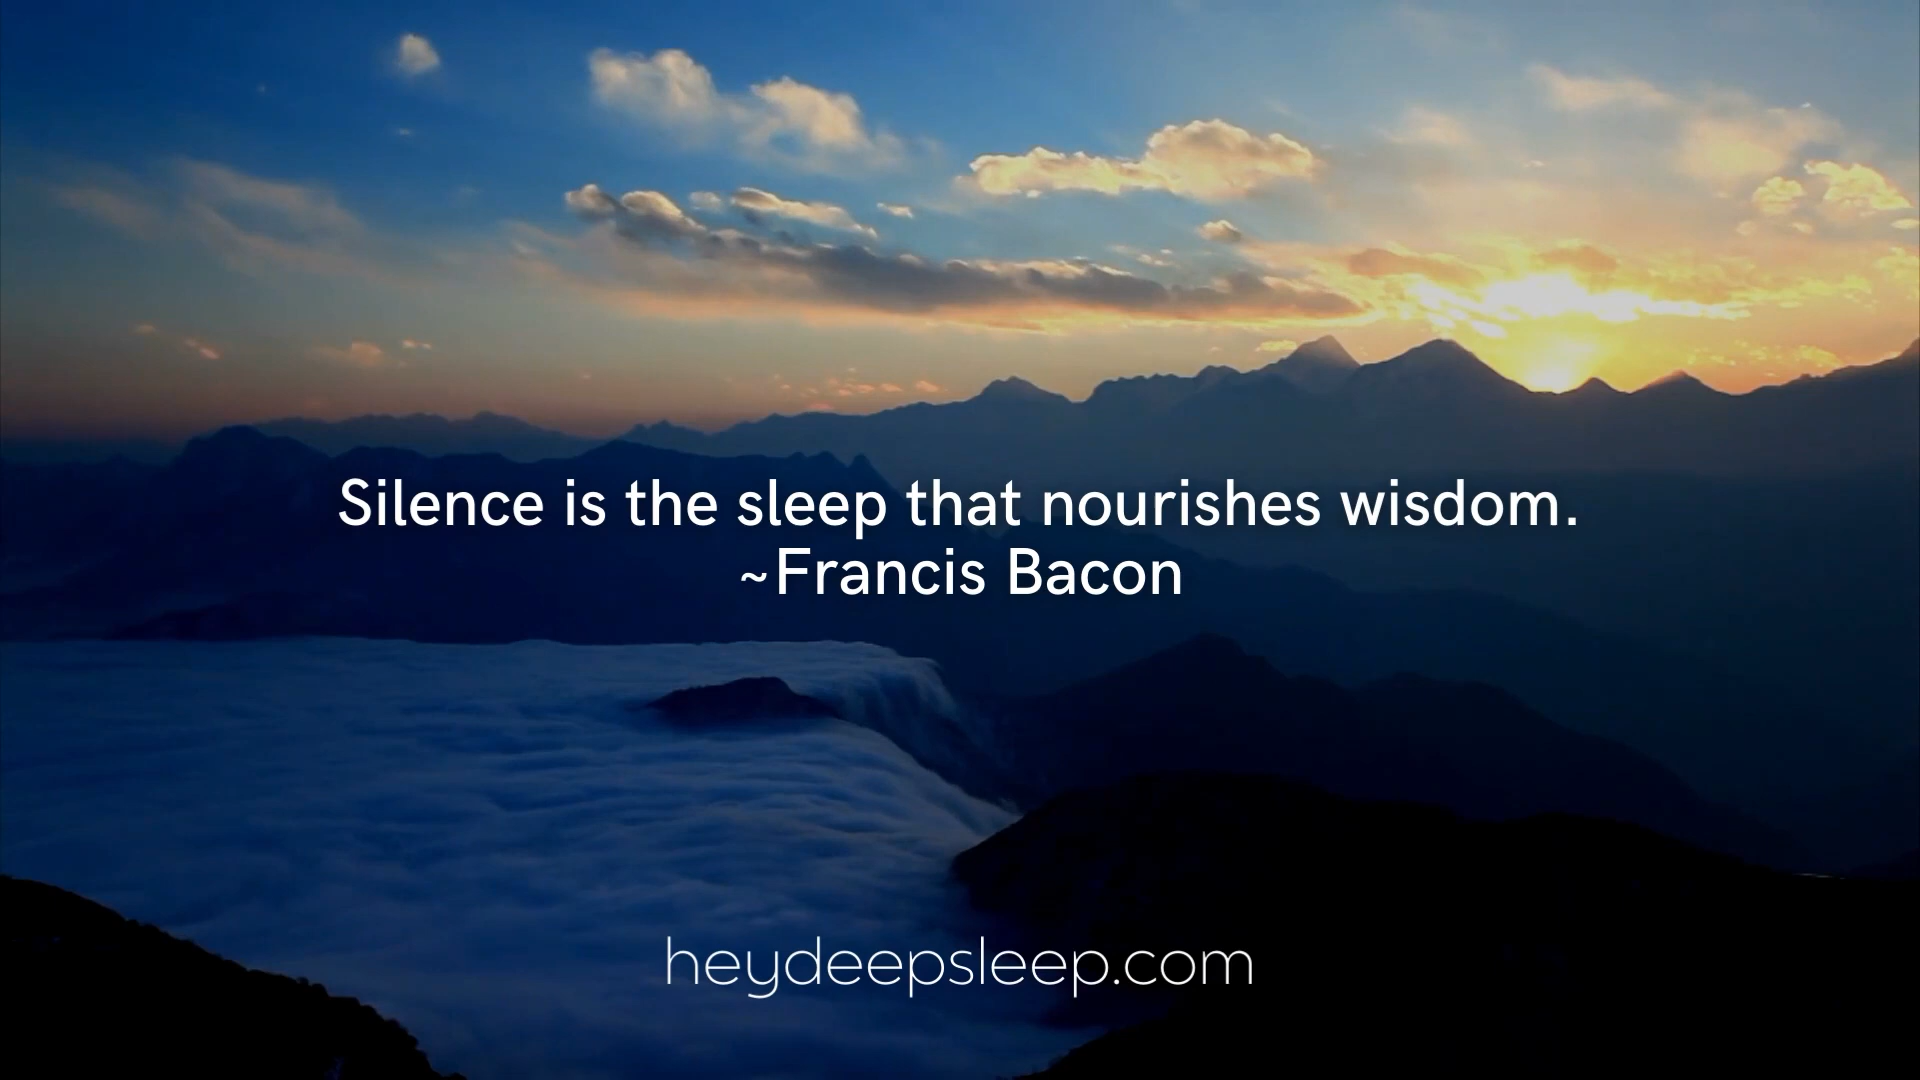 Silence is the sleep that nourishes wisdom.
~Francis Bacon
heydeepsleep.com